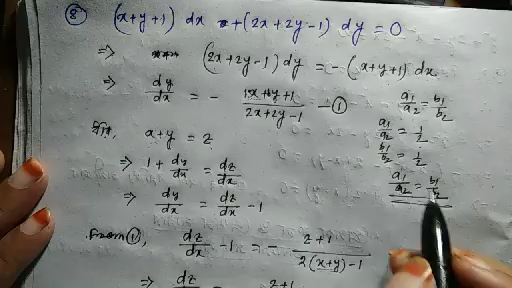 ⑧ (x+y+1) dx + (2x+2y-1) dy = 0
⇒ (2x+2y-1) dy = - (x+y+1) dx
⇒ dy/dx = - x+y+1/2x+2y-1 -①
a1/a2 = b1/b2
a1/a2 = 1/2
b1/b2 = 1/2
a1/a2 = b1/b2
x+y = z
⇒ 1 + dy/dx = dz/dx
⇒ dy/dx = dz/dx - 1
From ①, dz/dx - 1 = - z+1/2(x+y)-1
⇒ dz/dx z+1